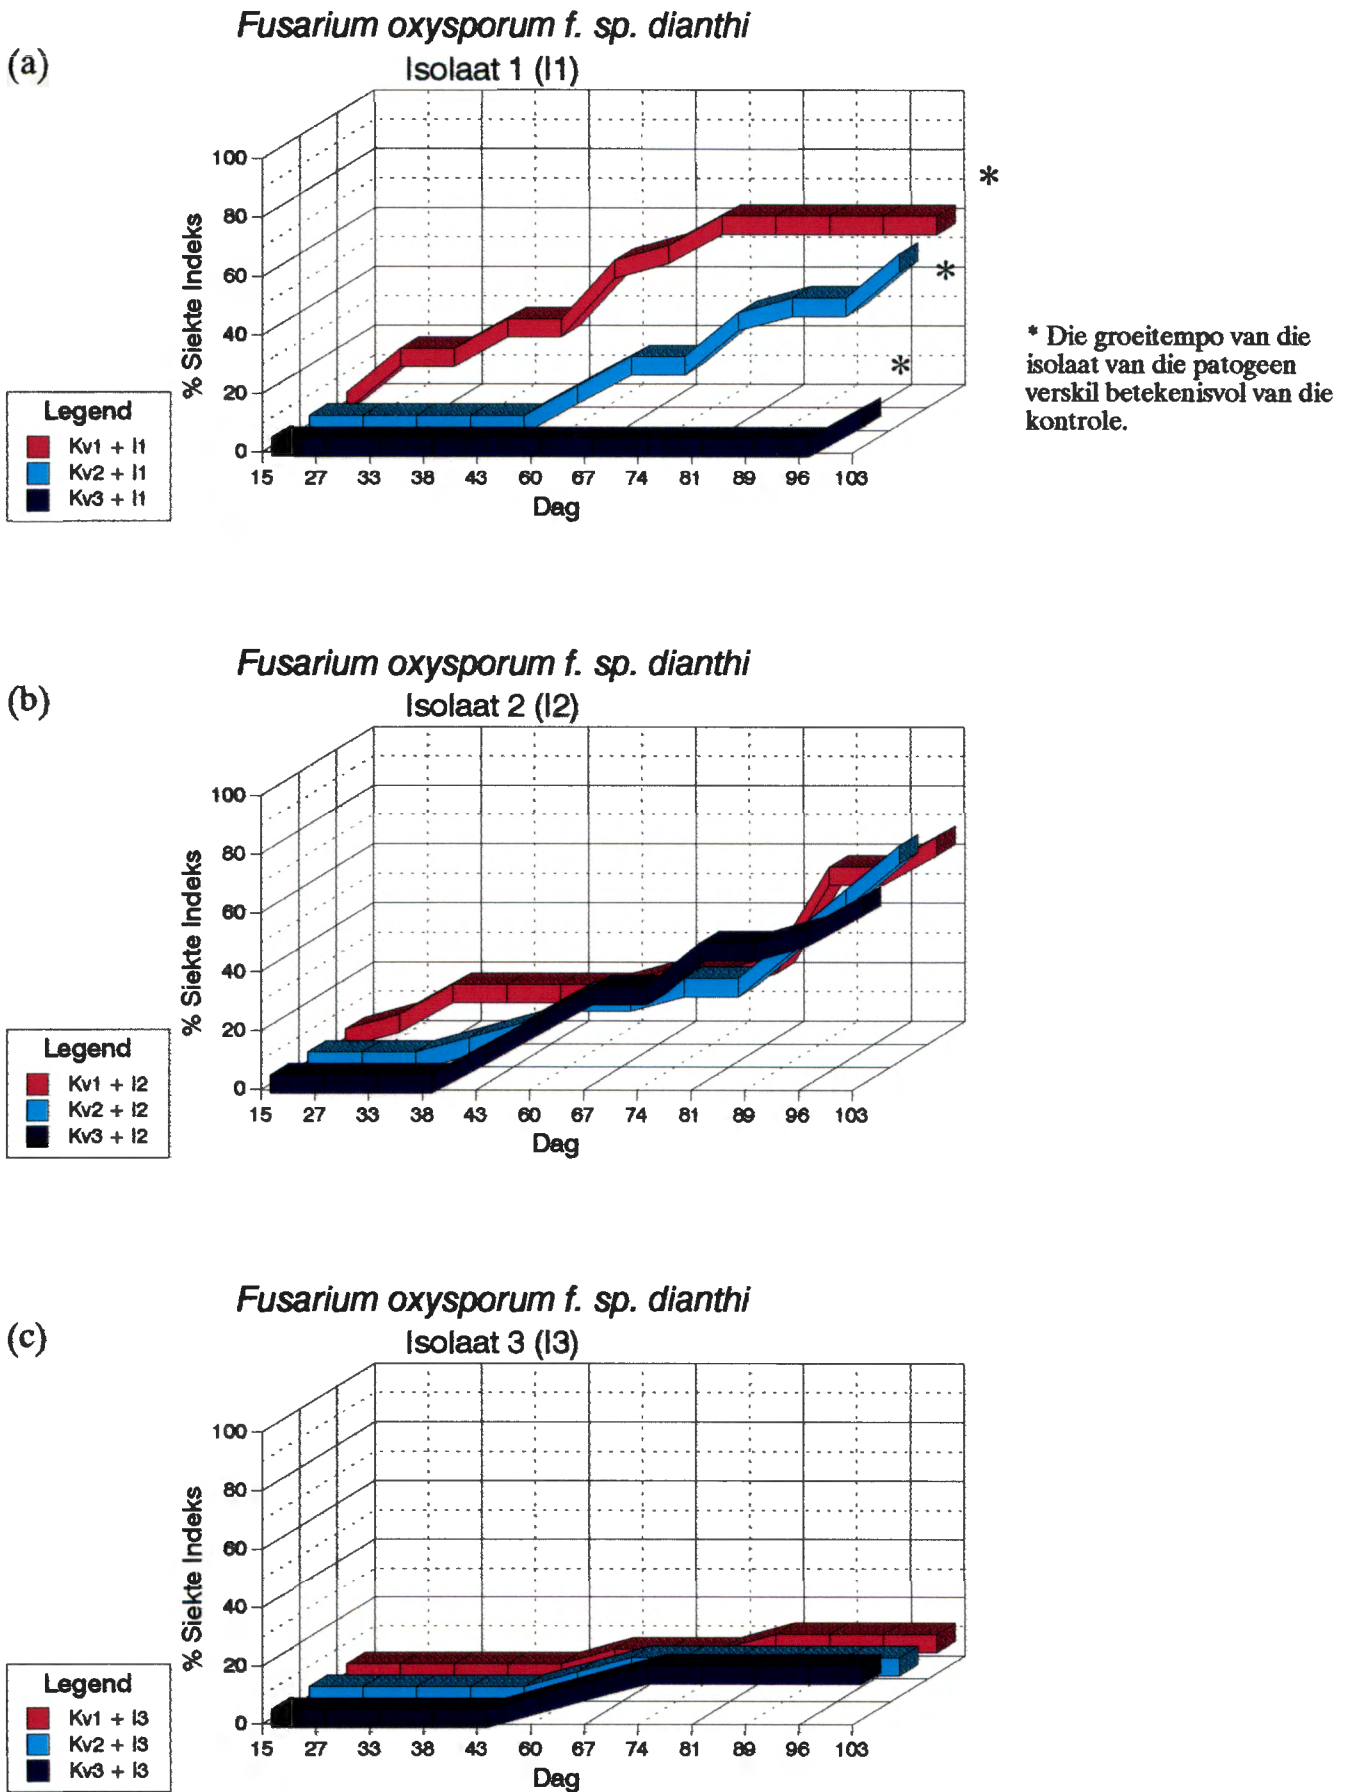 Fusarium oxysporum f. sp. dianthi
(a)
Isolaat 1 (I1)
100
80
60
40
20
0
% Siekte Indeks
*
*
*
* Die groeitempo van die
isolaat van die patogeen
verskil betekenisvol van die
kontrole.
Legend
Kv1 + I1
Kv2 + I1
Kv3 + I1
15 27 38 43 60 67 74 81 89 96 103
Dag
Fusarium oxysporum f. sp. dianthi
(b)
Isolaat 2 (I2)
100
80
60
40
20
0
% Siekte Indeks
Legend
Kv1 + I2
Kv2 + I2
Kv3 + I2
15 27 33 38 43 60 67 74 81 89 96 103
Dag
Fusarium oxysporum f. sp. dianthi
(c)
Isolaat 3 (I3)
100
80
60
40
20
0
% Siekte Indeks
Legend
Kv1 + I3
Kv2 + I3
Kv3 + I3
15 27 33 38 43 60 67 74 81 89 96 103
Dag